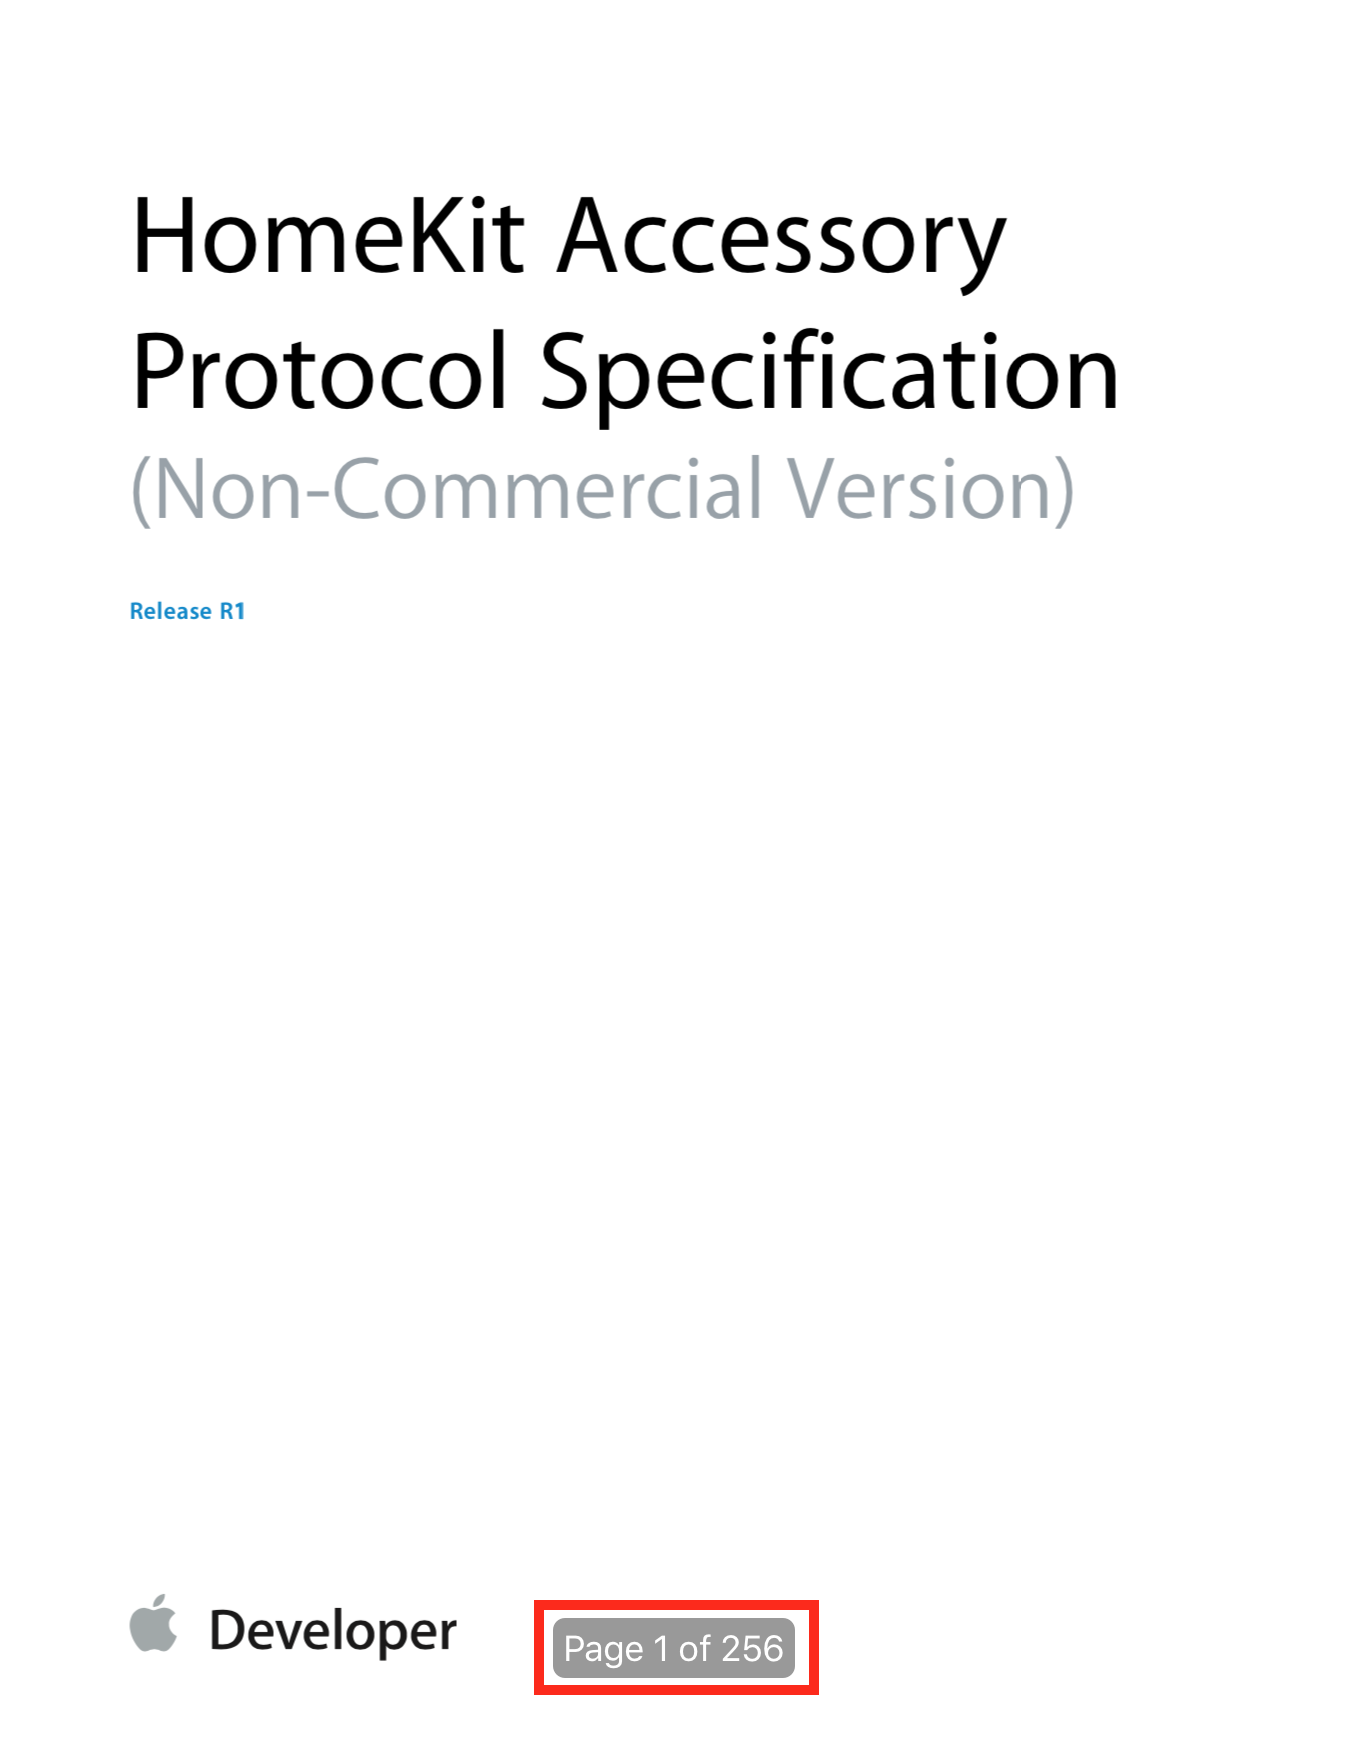 HomeKit Accessory
Protocol Specification
(Non-Commercial Version)
Release R1
Developer
Page 1 of 256